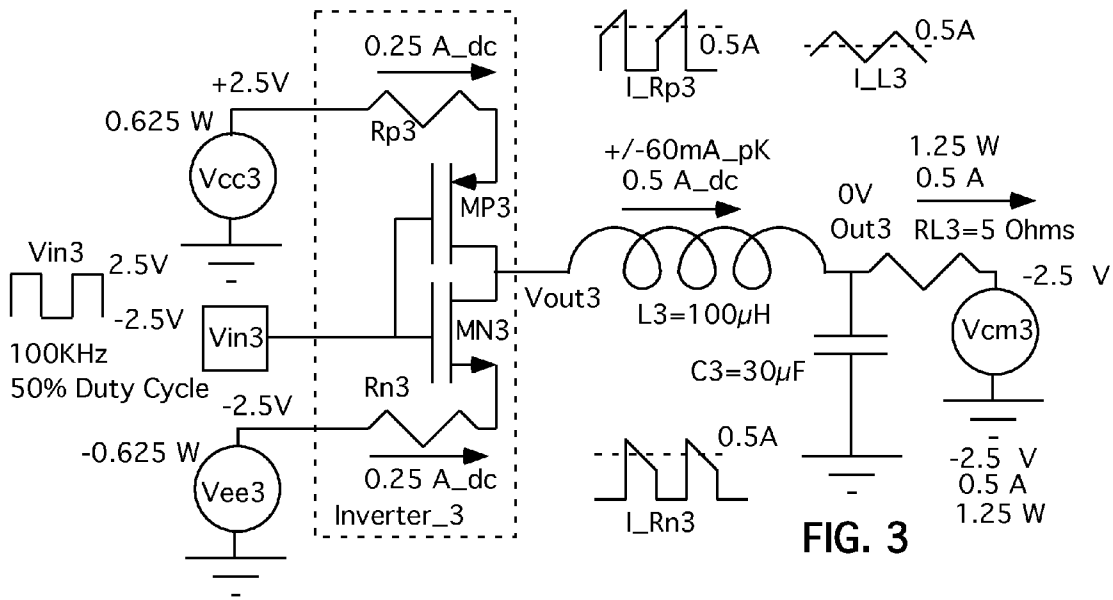 0.25 A_dc
+2.5V
0.625 W
Rp3
Vcc3
MP3
0.5A
I_Rp3
0.5A
I_L3
+/-60mA_pK
0.5 A_dc
1.25 W
0.5 A
0V
Out3
RL3=5 Ohms
Vin3
2.5V
-2.5V
100KHz
50% Duty Cycle
Vin3
MN3
Vout3
L3=100µH
-2.5 V
Vcm3
C3=30µF
Rn3
-2.5V
-0.625 W
Vee3
0.25 A_dc
Inverter_3
0.5A
I_Rn3
-2.5 V
0.5 A
1.25 W
FIG. 3